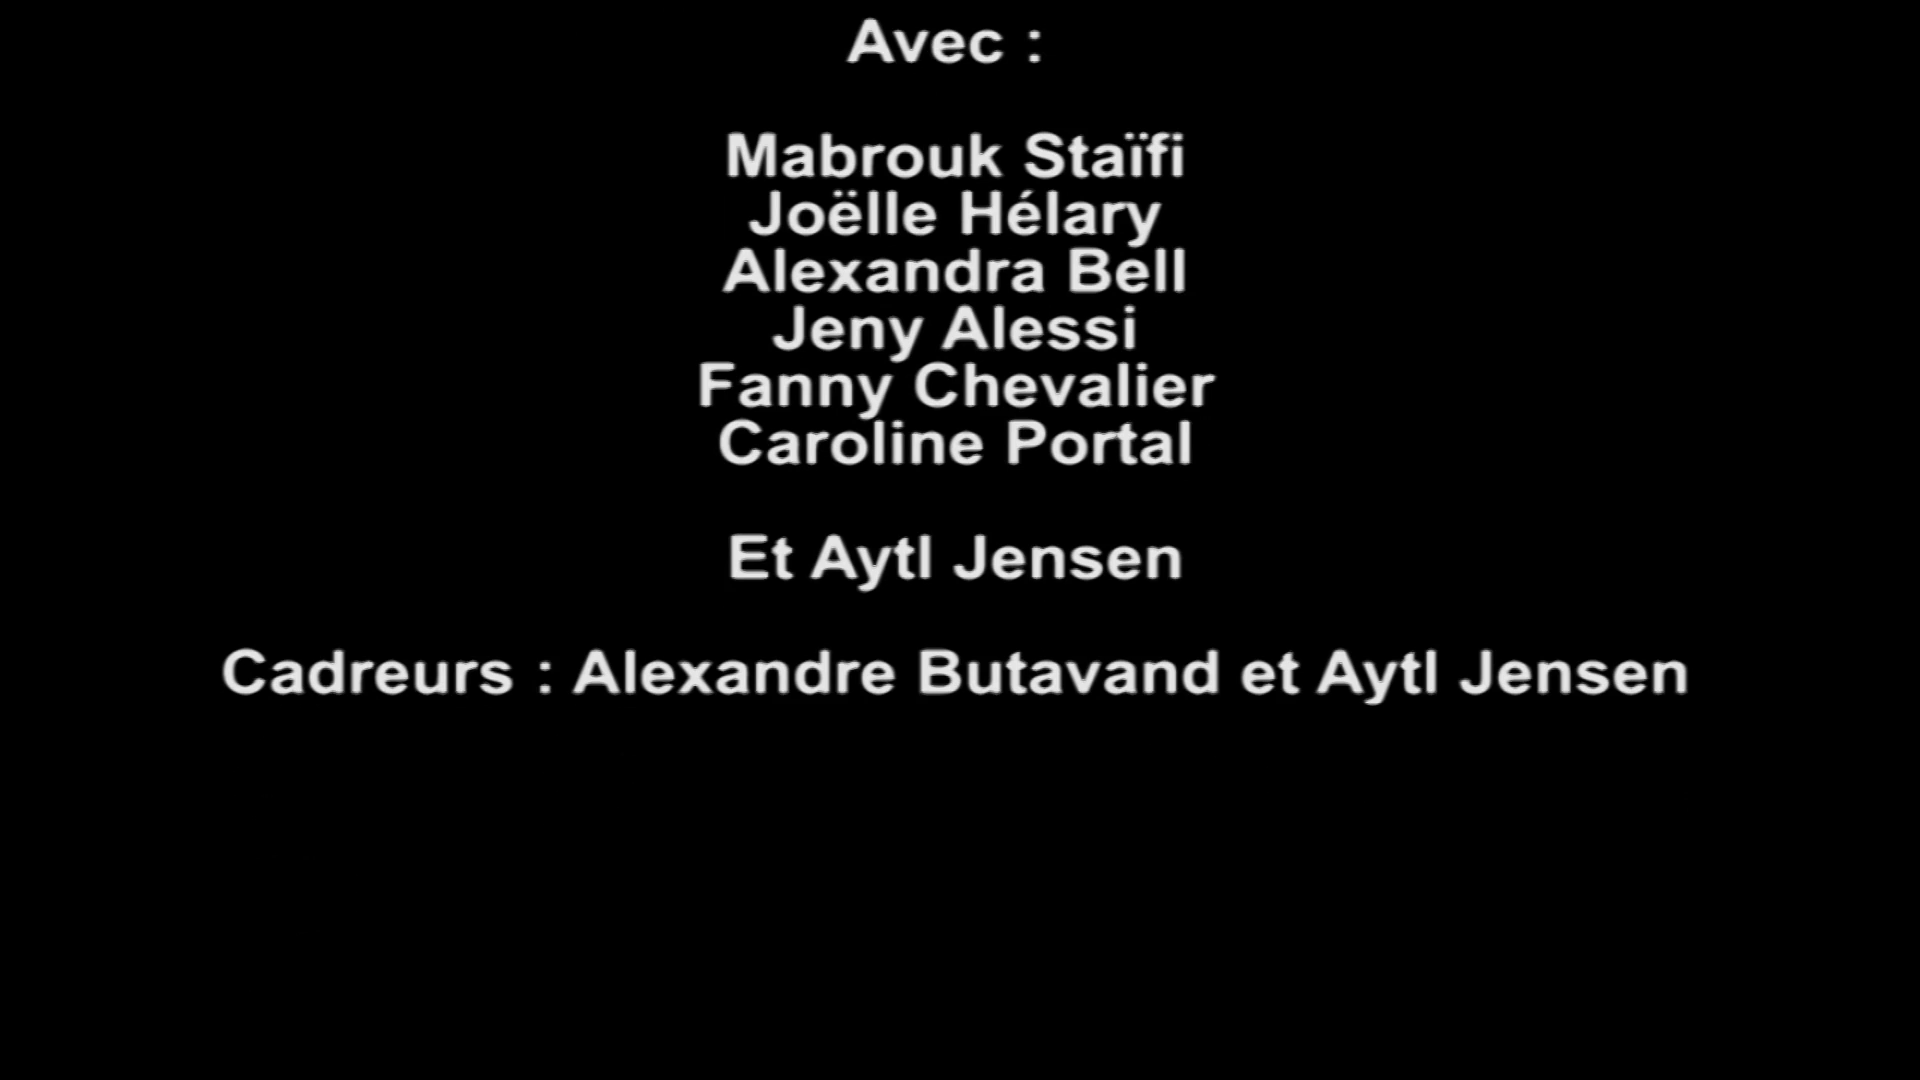 Avec :
Mabrouk Staïfi
Joëlle Hélary
Alexandra Bell
Jeny Alessi
Fanny Chevalier
Caroline Portal
Et Aytl Jensen
Cadreurs : Alexandre Butavand et Aytl Jensen